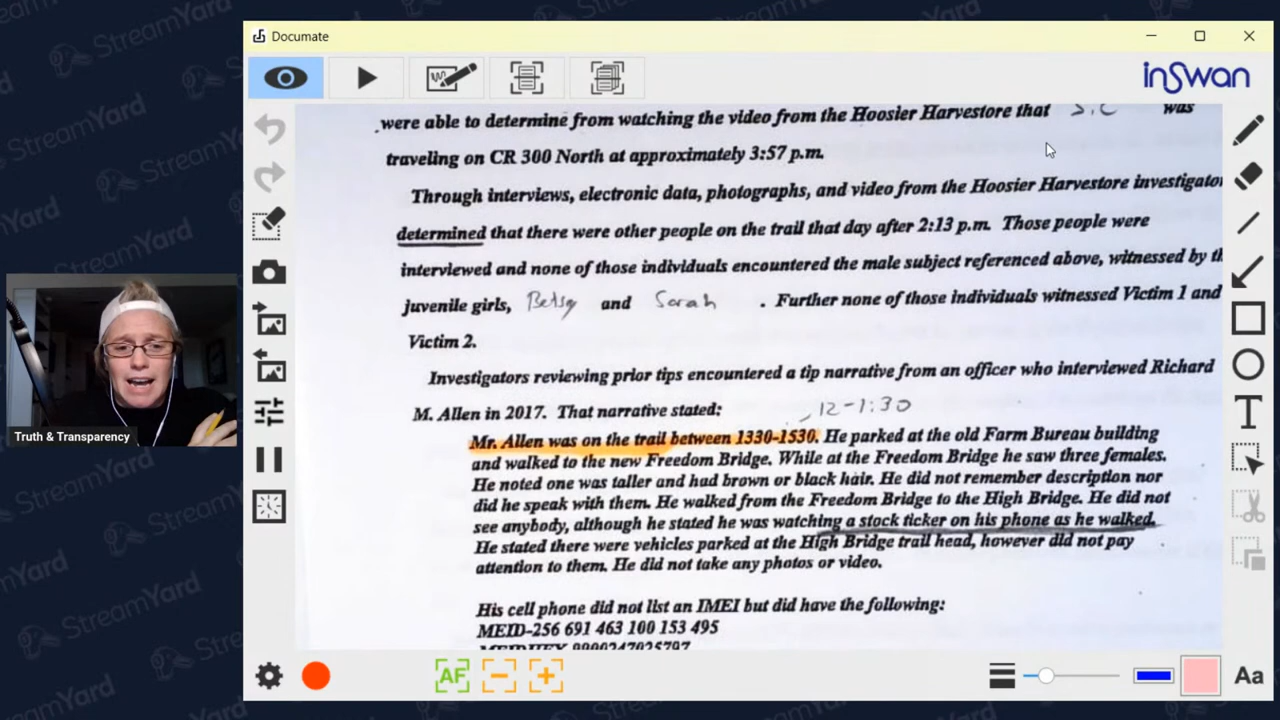 StreamYard
Documate
inSwan
were able to determine from watching the video from the Hoosier Harvestore that S.C was
traveling on CR 300 North at approximately 3:57 p.m.
Through interviews, electronic data, photographs, and video from the Hoosier Harvestore investigator
determined that there were other people on the trail that day after 2:13 p.m. Those people were
interviewed and none of those individuals encountered the male subject referenced above, witnessed by th
juvenile girls, Betsy and Sarah . Further none of those individuals witnessed Victim 1 and
Victim 2.
Investigators reviewing prior tips encountered a tip narrative from an officer who interviewed Richard
M. Allen in 2017. That narrative stated: 12-1:30
Mr. Allen was on the trail between 1330-1530. He parked at the old Farm Bureau building
and walked to the new Freedom Bridge. While at the Freedom Bridge he saw three females.
He noted one was taller and had brown or black hair. He did not remember description nor
did he speak with them. He walked from the Freedom Bridge to the High Bridge. He did not
see anybody, although he stated he was watching a stock ticker on his phone as he walked.
He stated there were vehicles parked at the High Bridge trail head, however did not pay
attention to them. He did not take any photos or video.
His cell phone did not list an IMEI but did have the following:
MEID-256 691 463 100 153 495
Truth & Transparency
AF
Aa
T